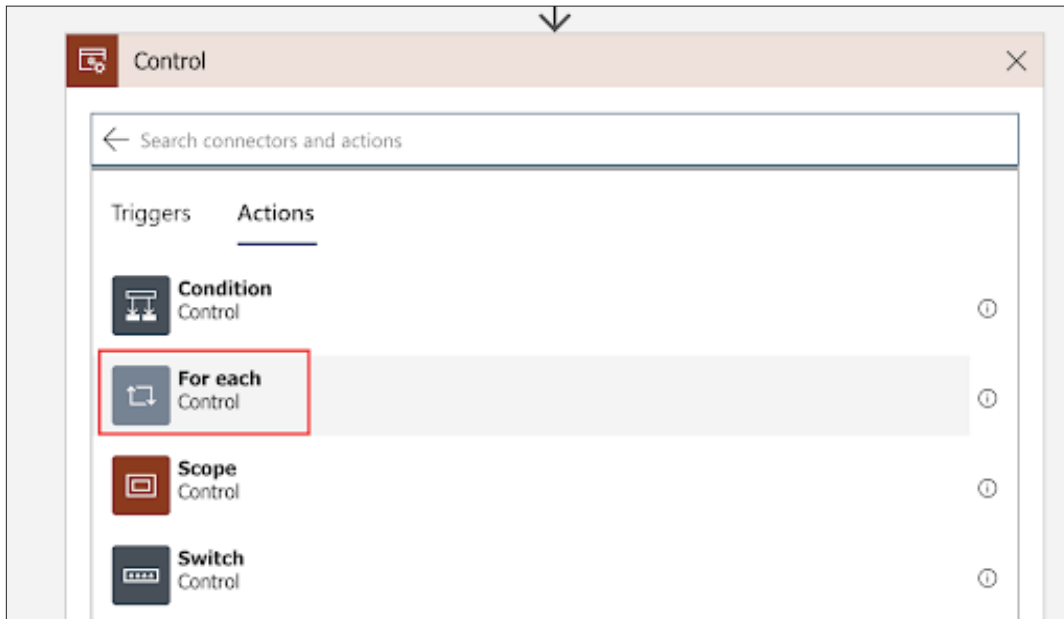 Control
Search connectors and actions
Triggers Actions
Condition
Control
For each
Control
Scope
Control
Switch
Control